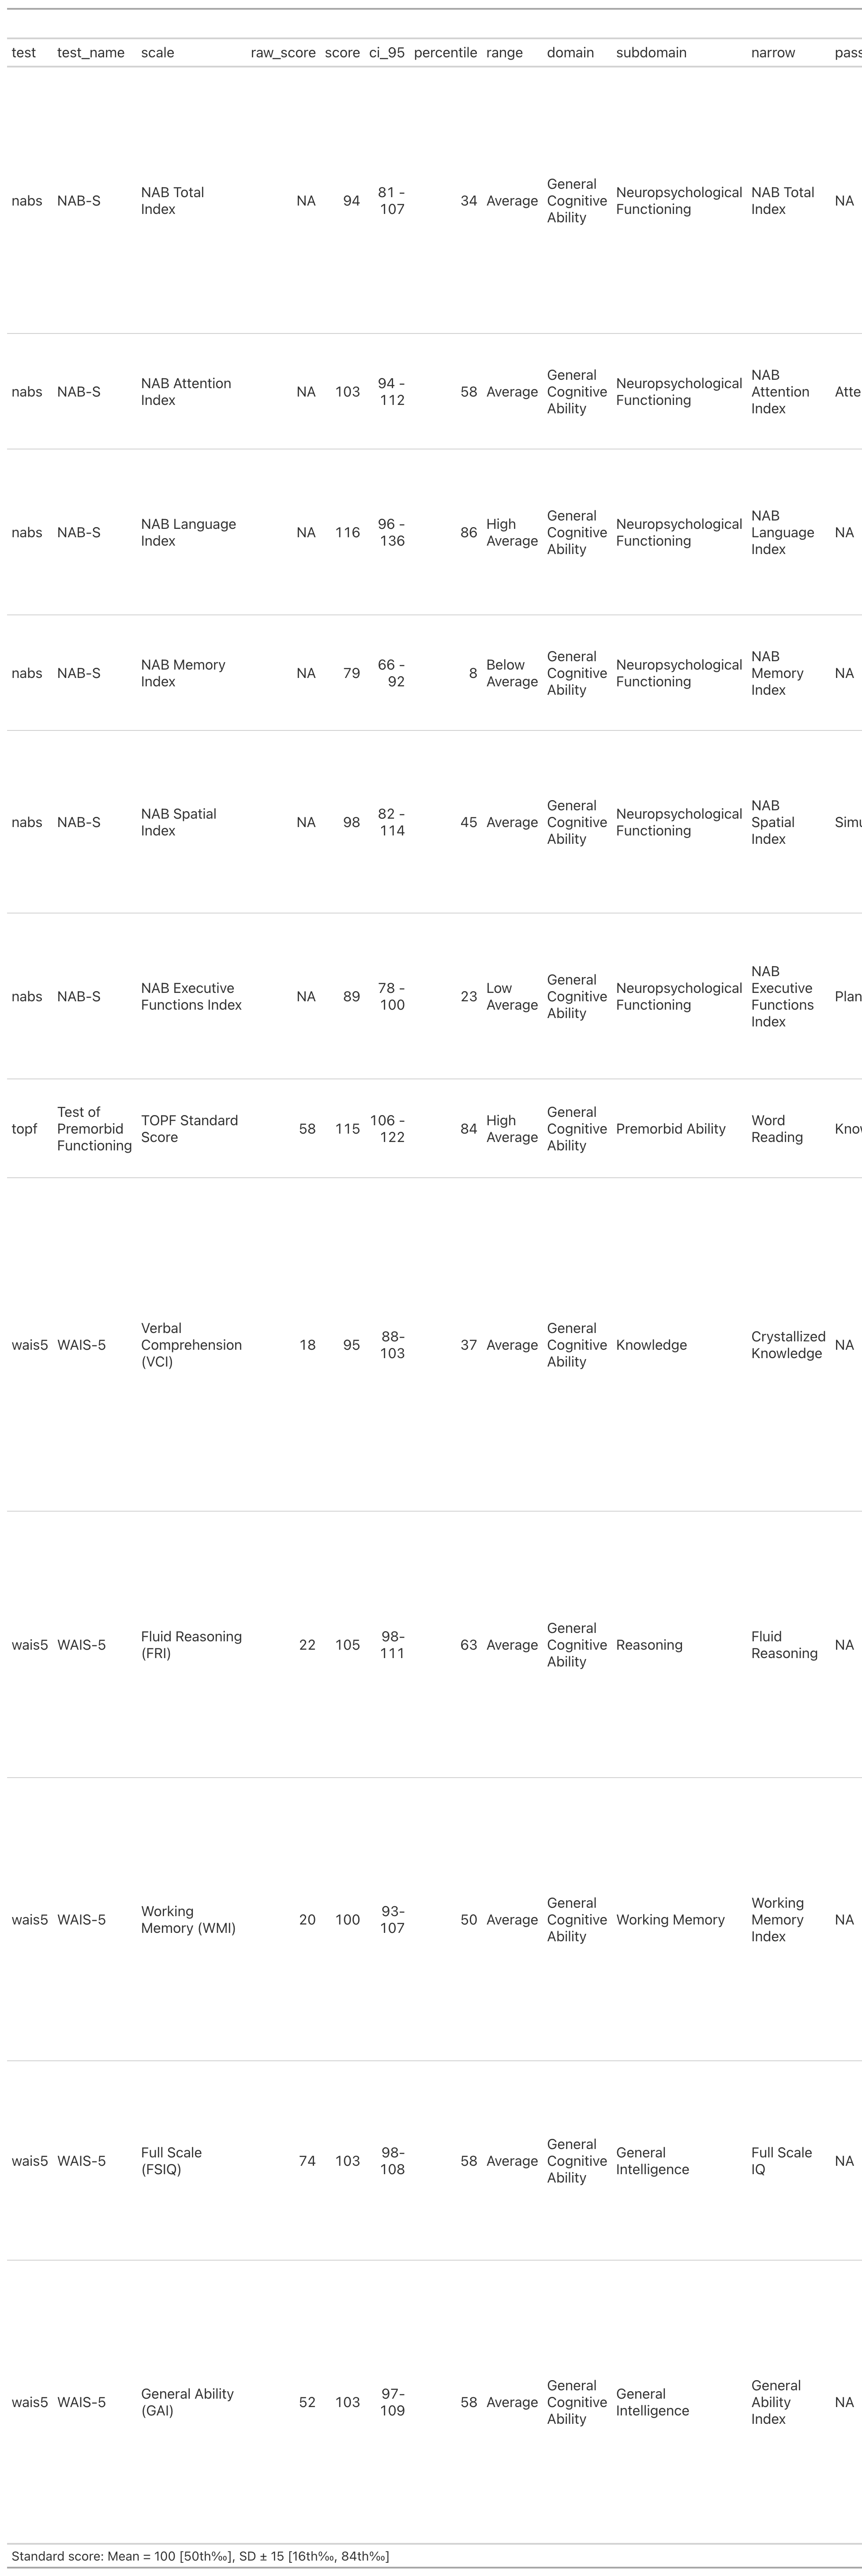 test test_name scale raw_score score ci_95 percentile range domain subdomain narrow pass
nabs NAB-S NAB Total Index NA 94 81 - 107 34 Average General Cognitive Ability Neuropsychological Functioning NAB Total Index NA
nabs NAB-S NAB Attention Index NA 103 94 - 112 58 Average General Cognitive Ability Neuropsychological Functioning NAB Attention Index Atte
nabs NAB-S NAB Language Index NA 116 96 - 136 86 High Average General Cognitive Ability Neuropsychological Functioning NAB Language Index NA
nabs NAB-S NAB Memory Index NA 79 66 - 92 8 Below Average General Cognitive Ability Neuropsychological Functioning NAB Memory Index NA
nabs NAB-S NAB Spatial Index NA 98 82 - 114 45 Average General Cognitive Ability Neuropsychological Functioning NAB Spatial Index Simu
nabs NAB-S NAB Executive Functions Index NA 89 78 - 100 23 Low Average General Cognitive Ability Neuropsychological Functioning NAB Executive Functions Index Plan
topf Test of Premorbid Functioning TOPF Standard Score 58 115 106 - 122 84 High Average General Cognitive Ability Premorbid Ability Word Reading Know
wais5 WAIS-5 Verbal Comprehension (VCI) 18 95 88-103 37 Average General Cognitive Ability Knowledge Crystallized Knowledge NA
wais5 WAIS-5 Fluid Reasoning (FRI) 22 105 98-111 63 Average General Cognitive Ability Reasoning Fluid Reasoning NA
wais5 WAIS-5 Working Memory (WMI) 20 100 93-107 50 Average General Cognitive Ability Working Memory Working Memory Index NA
wais5 WAIS-5 Full Scale (FSIQ) 74 103 98-108 58 Average General Cognitive Ability General Intelligence Full Scale IQ NA
wais5 WAIS-5 General Ability (GAI) 52 103 97-109 58 Average General Cognitive Ability General Intelligence General Ability Index NA
Standard score: Mean = 100 [50th‰], SD ± 15 [16th‰, 84th‰]